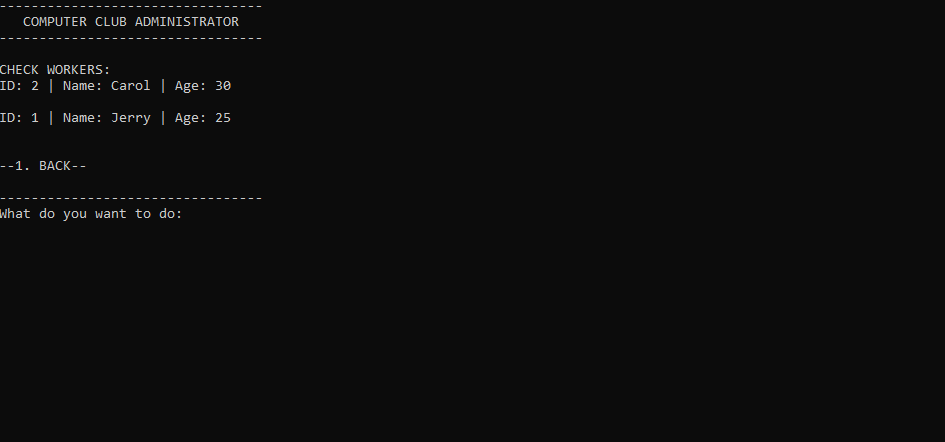 ---------------------------------
COMPUTER CLUB ADMINISTRATOR
---------------------------------
CHECK WORKERS:
ID: 2 | Name: Carol | Age: 30
ID: 1 | Name: Jerry | Age: 25
--1. BACK--
---------------------------------
What do you want to do: